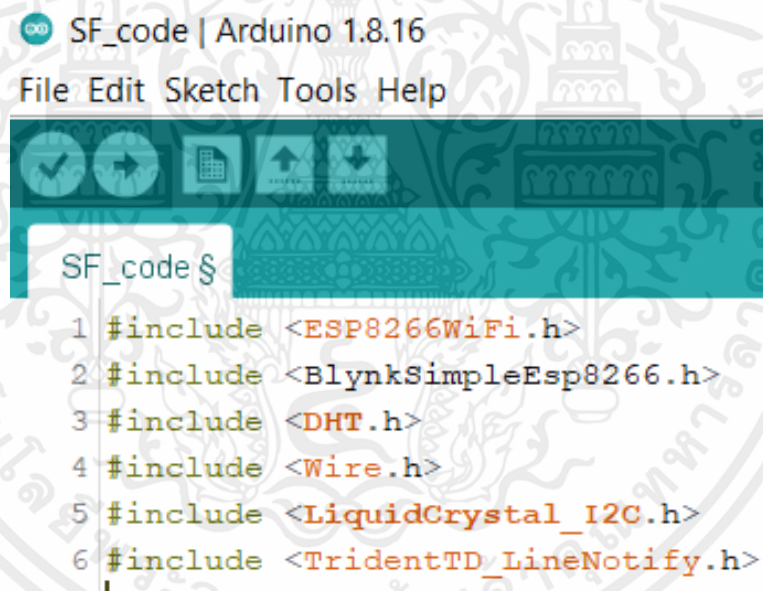 SF_code | Arduino 1.8.16
File Edit Sketch Tools Help
SF_code §
1 #include <ESP8266WiFi.h>
2 #include <BlynkSimpleEsp8266.h>
3 #include <DHT.h>
4 #include <Wire.h>
5 #include <LiquidCrystal_I2C.h>
6 #include <TridentTD_LineNotify.h>